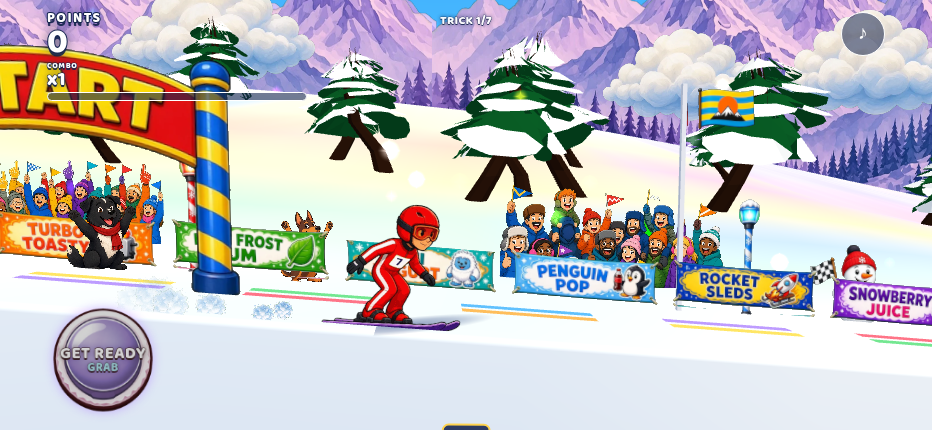 POINTS
0
COMBO
x1
TRICK 1/7
♪
TART
TURBO
TOASTY
FROST
UM
7
PENGUIN
POP
ROCKET
SLEDS
SNOWBERRY
JUICE
GET READY
GRAB